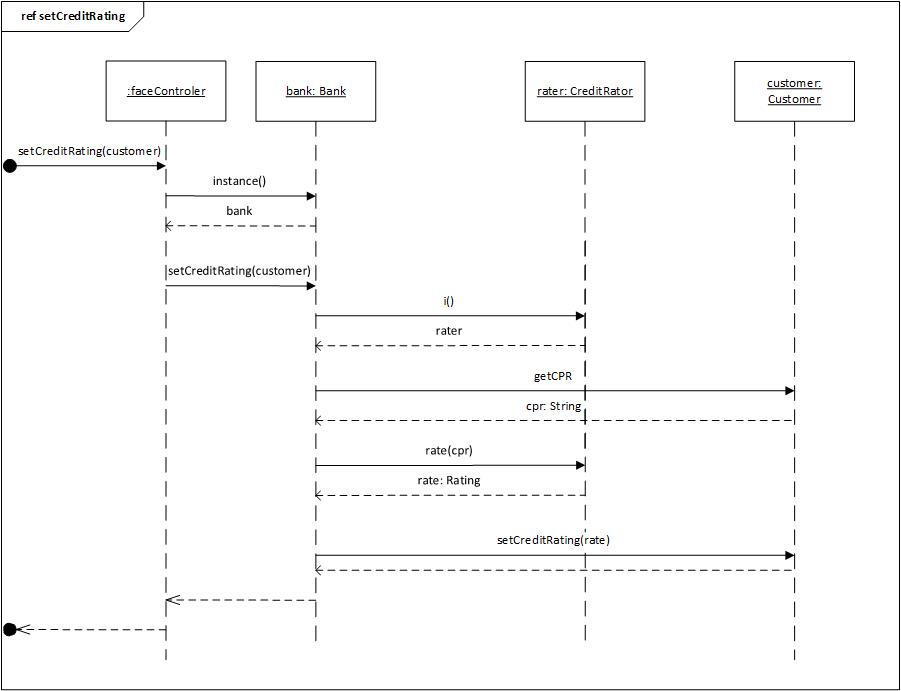 ref setCreditRating
:faceControler
bank: Bank
rater: CreditRator
customer:
Customer
setCreditRating(customer)
instance()
bank
setCreditRating(customer)
i()
rater
getCPR
cpr: String
rate(cpr)
rate: Rating
setCreditRating(rate)